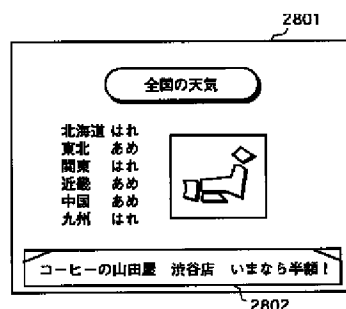 2801
全国の天気
北海道 はれ
東北 あめ
関東 はれ
近畿 あめ
中国 あめ
九州 はれ
コーヒーの山田屋 渋谷店 いまなら半額!
2802